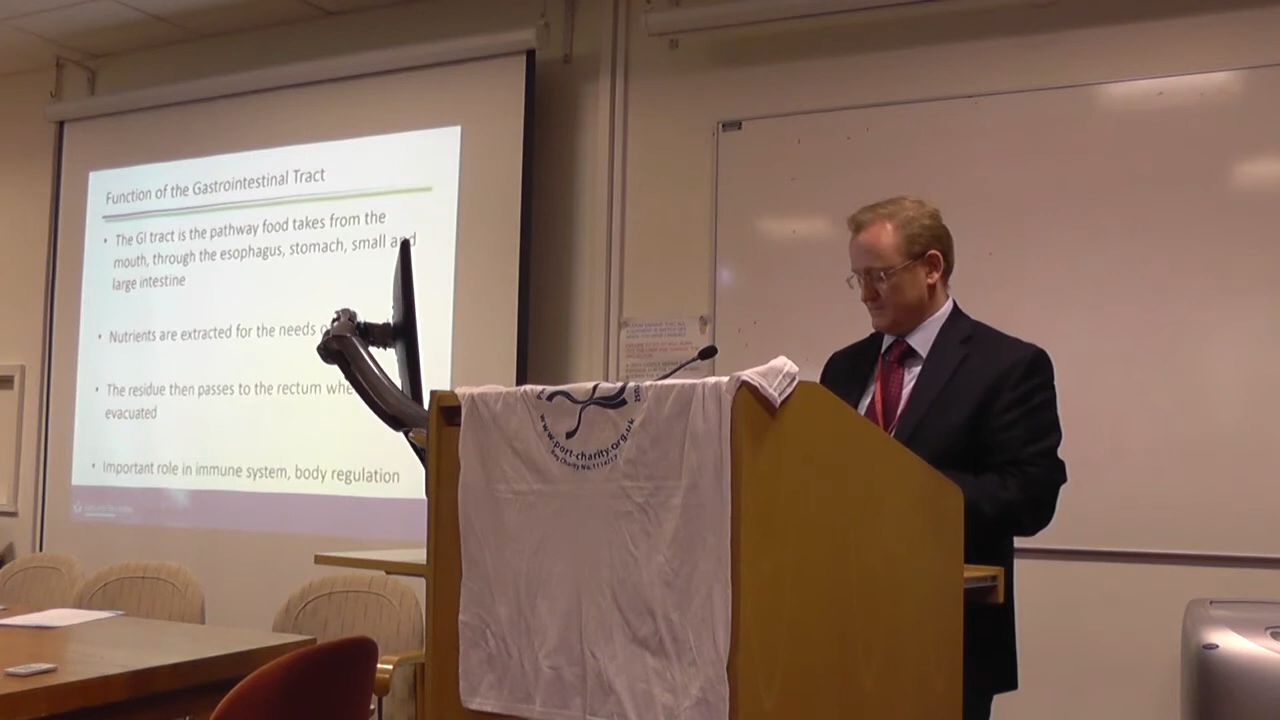 Function of the Gastrointestinal Tract
• The GI tract is the pathway food takes from the
mouth, through the esophagus, stomach, small and
large intestine
• Nutrients are extracted for the needs
• The residue then passes to the rectum
evacuated
• Important role in immune system, body regulation
www.port-charity.org.uk